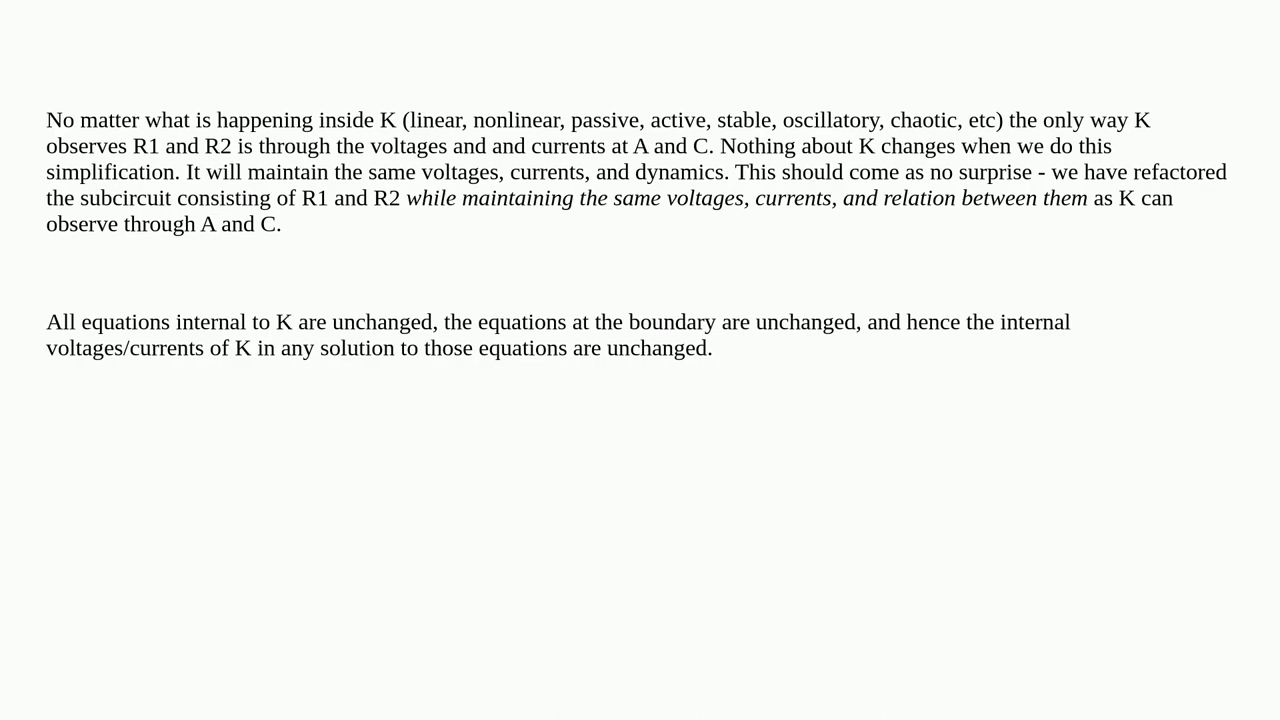 No matter what is happening inside K (linear, nonlinear, passive, active, stable, oscillatory, chaotic, etc) the only way K
observes R1 and R2 is through the voltages and and currents at A and C. Nothing about K changes when we do this
simplification. It will maintain the same voltages, currents, and dynamics. This should come as no surprise - we have refactored
the subcircuit consisting of R1 and R2 while maintaining the same voltages, currents, and relation between them as K can
observe through A and C.
All equations internal to K are unchanged, the equations at the boundary are unchanged, and hence the internal
voltages/currents of K in any solution to those equations are unchanged.